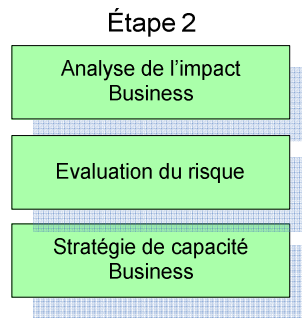 Étape 2
Analyse de l’impact
Business
Evaluation du risque
Stratégie de capacité
Business